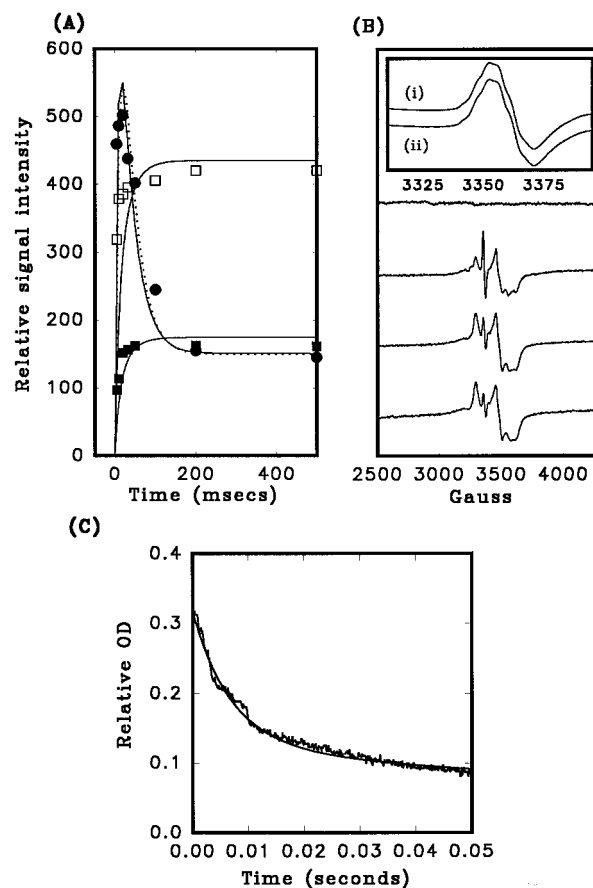 (A)
600
500
400
300
200
100
0
Relative signal intensity
0
200
400
Time (msecs)
(B)
(i)
(ii)
3325
3350
3375
2500
3000
3500
4000
Gauss
(C)
0.4
0.3
0.2
0.1
0.0
Relative OD
0.00
0.01
0.02
0.03
0.04
0.05
Time (seconds)